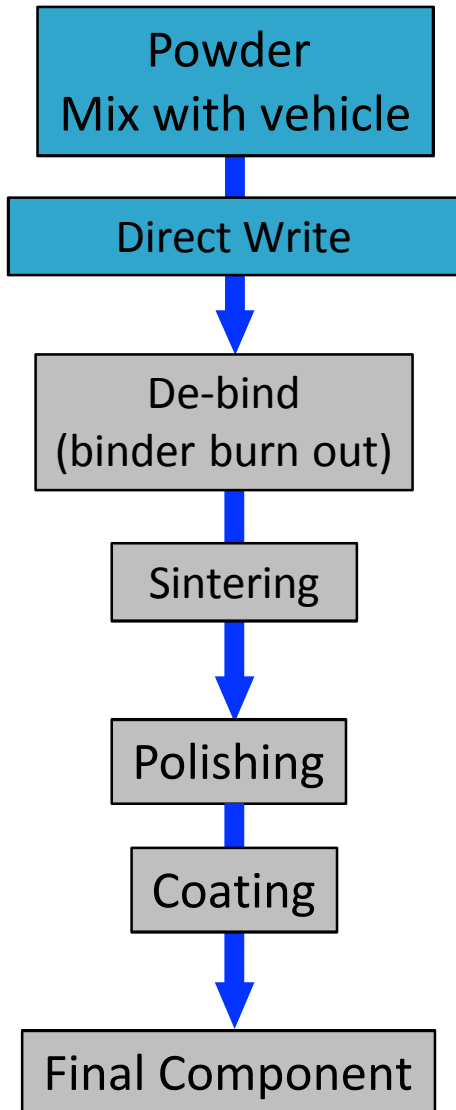 Powder
Mix with vehicle
Direct Write
De-bind
(binder burn out)
Sintering
Polishing
Coating
Final Component